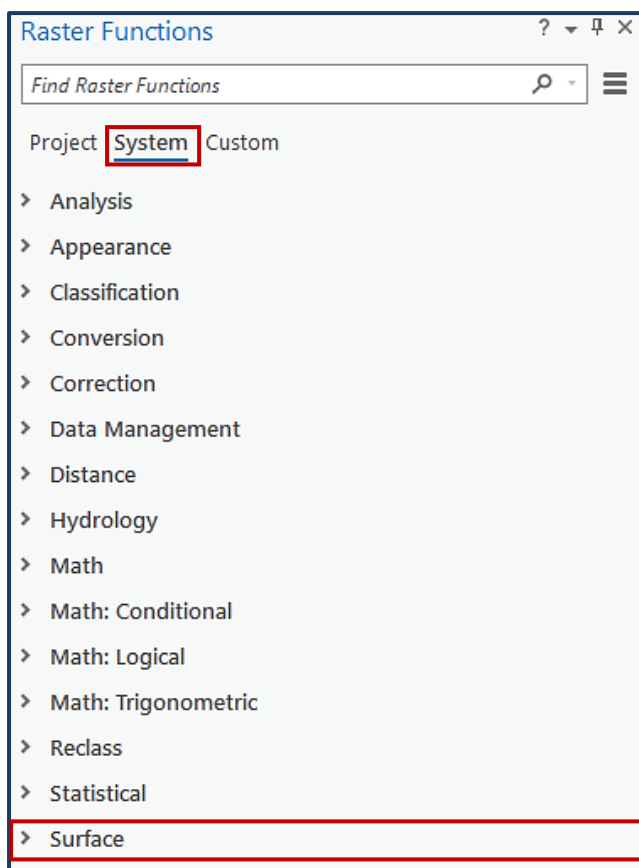 Raster Functions ?
Find Raster Functions
Project System Custom
Analysis
Appearance
Classification
Conversion
Correction
Data Management
Distance
Hydrology
Math
Math: Conditional
Math: Logical
Math: Trigonometric
Reclass
Statistical
Surface